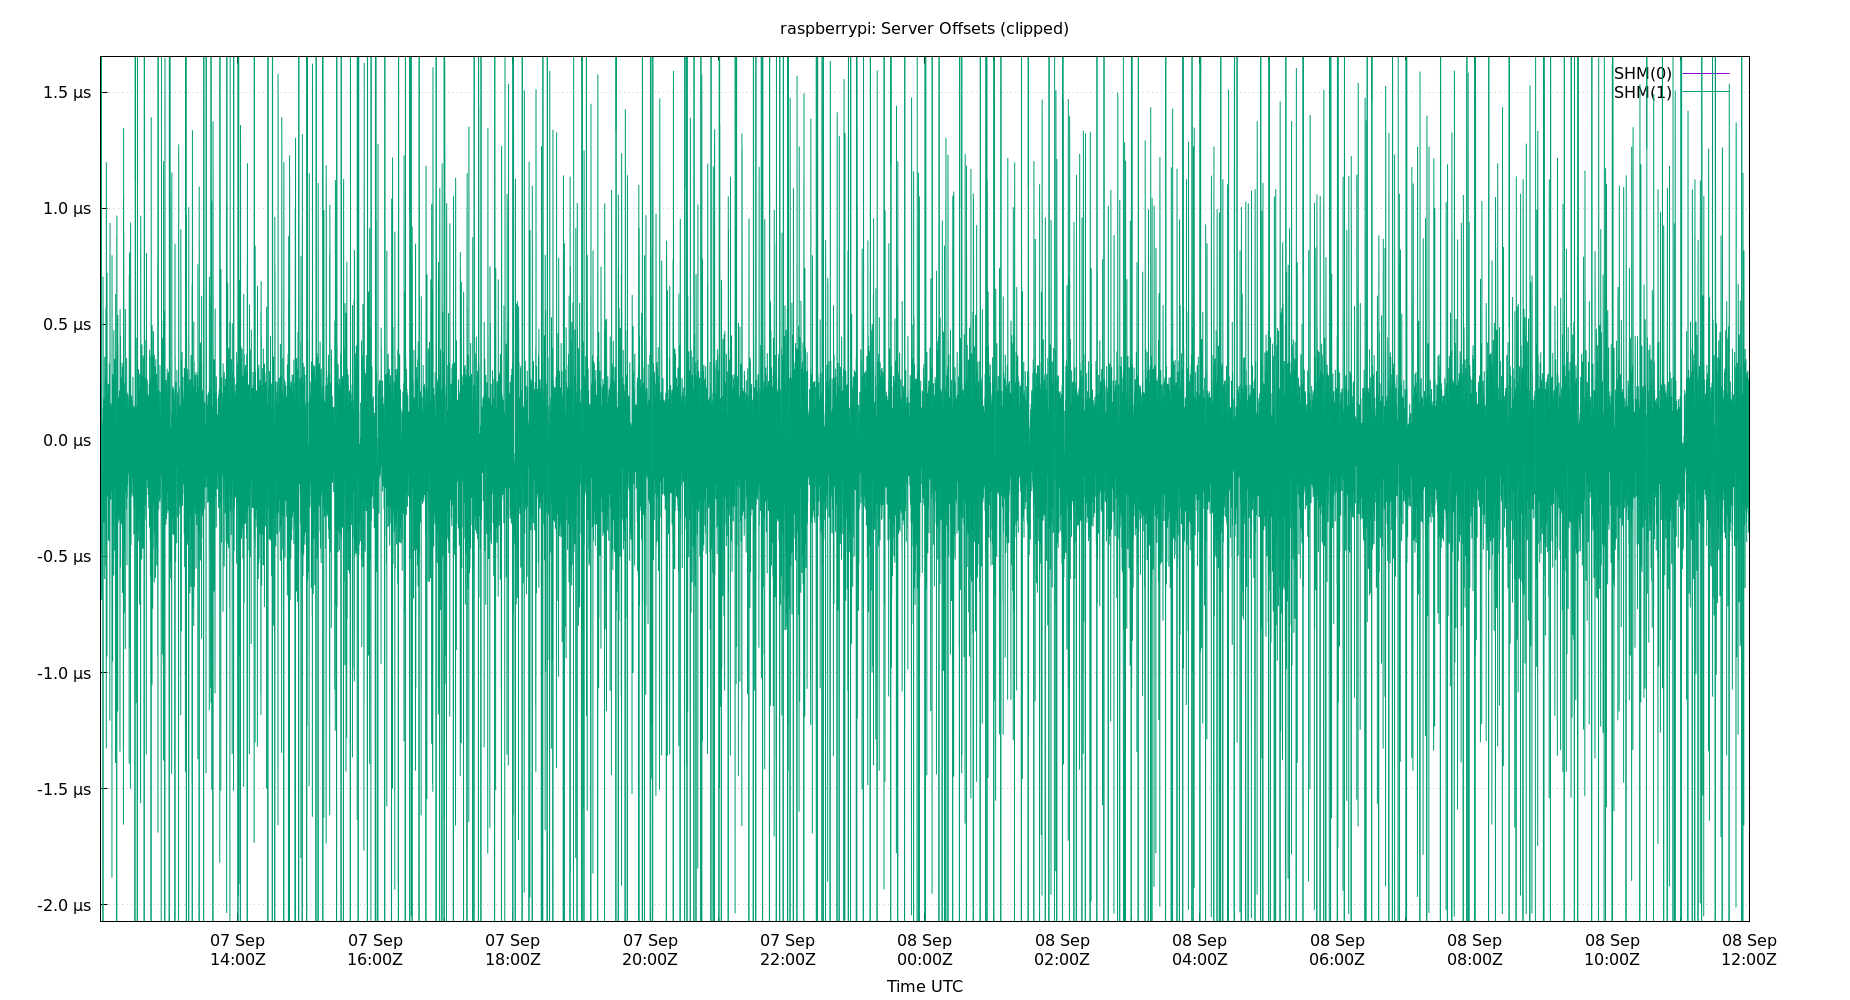 raspberrypi: Server Offsets (clipped)
SHM(0)
SHM(1)
1.5 µs
1.0 µs
0.5 µs
0.0 µs
-0.5 µs
-1.0 µs
-1.5 µs
-2.0 µs
07 Sep 07 Sep 07 Sep 07 Sep 07 Sep 08 Sep 08 Sep 08 Sep 08 Sep 08 Sep 08 Sep 08 Sep
14:00Z 16:00Z 18:00Z 20:00Z 22:00Z 00:00Z 02:00Z 04:00Z 06:00Z 08:00Z 10:00Z 12:00Z
Time UTC